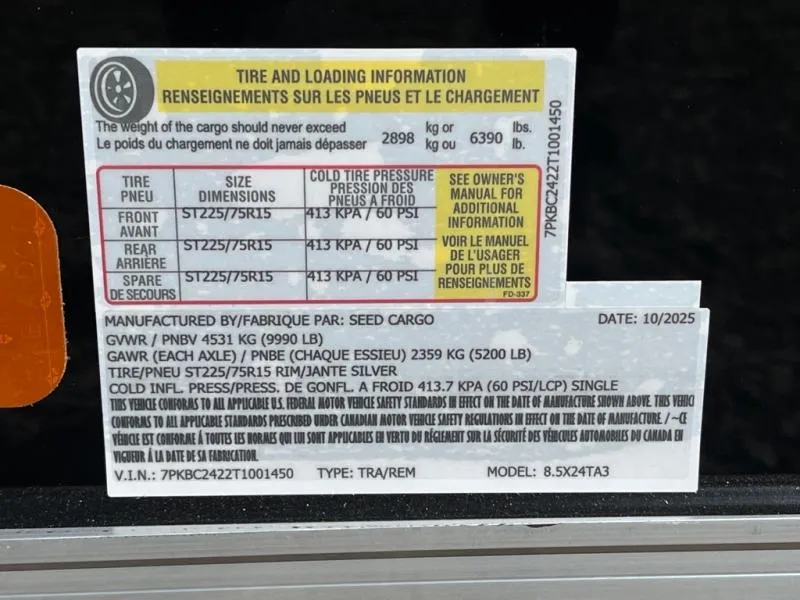 TIRE AND LOADING INFORMATION
RENSEIGNEMENTS SUR LES PNEUS ET LE CHARGEMENT
The weight of the cargo should never exceed 2898 kg or 6390 lbs.
Le poids du chargement ne doit jamais dépasser kg ou lb.
TIRE PNEU SIZE DIMENSIONS COLD TIRE PRESSURE PRESSION DES PNEUS A FROID
FRONT AVANT ST225/75R15 413 KPA / 60 PSI
REAR ARRIÈRE ST225/75R15 413 KPA / 60 PSI
SPARE DE SECOURS ST225/75R15 413 KPA / 60 PSI
SEE OWNER'S
MANUAL FOR
ADDITIONAL
INFORMATION
VOIR LE MANUEL
DE L'USAGER
POUR PLUS DE
RENSEIGNEMENTS
FD-337
7PKBC2422T1001450
MANUFACTURED BY/FABRIQUE PAR: SEED CARGO DATE: 10/2025
GVWR / PNBV 4531 KG (9990 LB)
GAWR (EACH AXLE) / PNBE (CHAQUE ESSIEU) 2359 KG (5200 LB)
TIRE/PNEU ST225/75R15 RIM/JANTE SILVER
COLD INFL. PRESS/PRESS. DE GONFL. A FROID 413.7 KPA (60 PSI/LCP) SINGLE
THIS VEHICLE CONFORMS TO ALL APPLICABLE U.S. FEDERAL MOTOR VEHICLE SAFETY STANDARDS IN EFFECT ON THE DATE OF MANUFACTURE SHOWN ABOVE. THIS VEHICL
CONFORMS TO ALL APPLICABLE STANDARDS PRESCRIBED UNDER CANADIAN MOTOR VEHICLE SAFETY REGULATIONS IN EFFECT ON THE DATE OF MANUFACTURE. / ~CE
VÉHICLE EST CONFORME À TOUTES LES NORMES QUI LUI SONT APPLICABLES EN VERTU DU RÉGLEMENT SUR LA SÉCURITÉ DES VÉHICULES AUTOMOBILES DU CANADA EN
VIGUEUR À LA DATE DE SA FABRICATION.
V.I.N.: 7PKBC2422T1001450 TYPE: TRA/REM MODEL: 8.5X24TA3